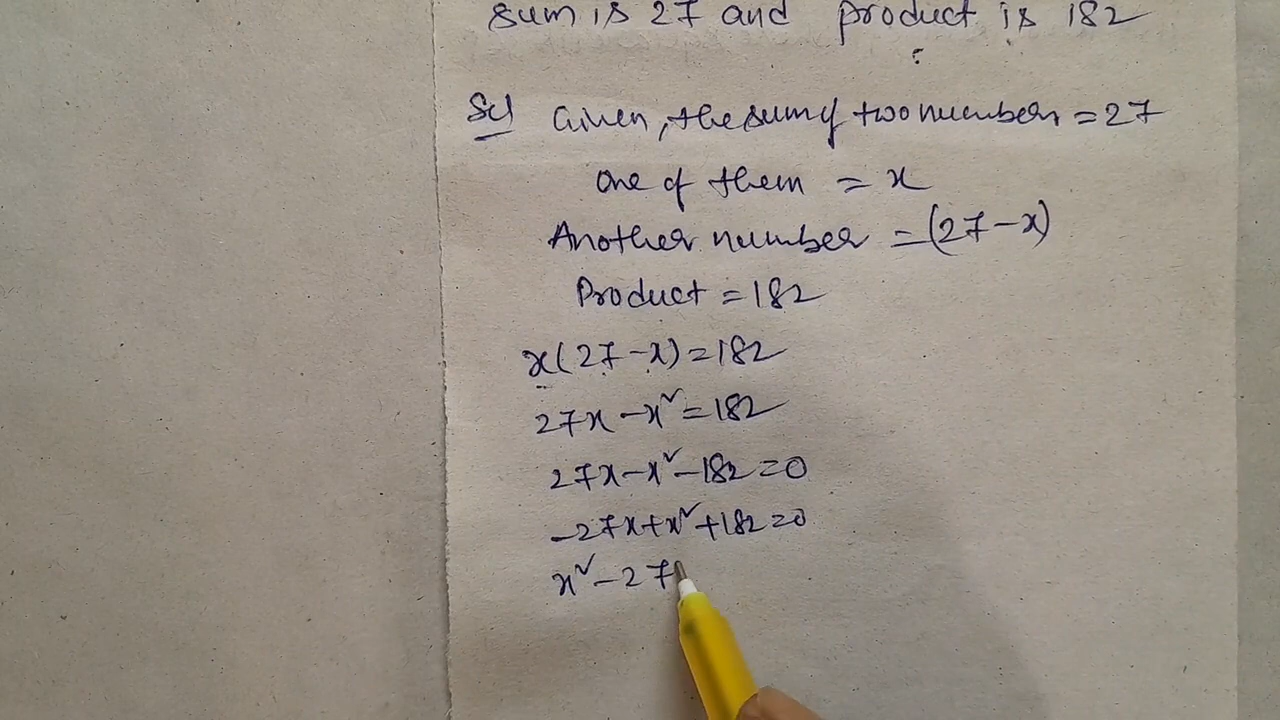 sum is 27 and product is 182
?
Sol Given, the sum of two numbers = 27
One of them = x
Another number = (27-x)
Product = 182
x(27-x)=182
27x-x²=182
27x-x²-182=0
-27x+x²+182=0
x²-27